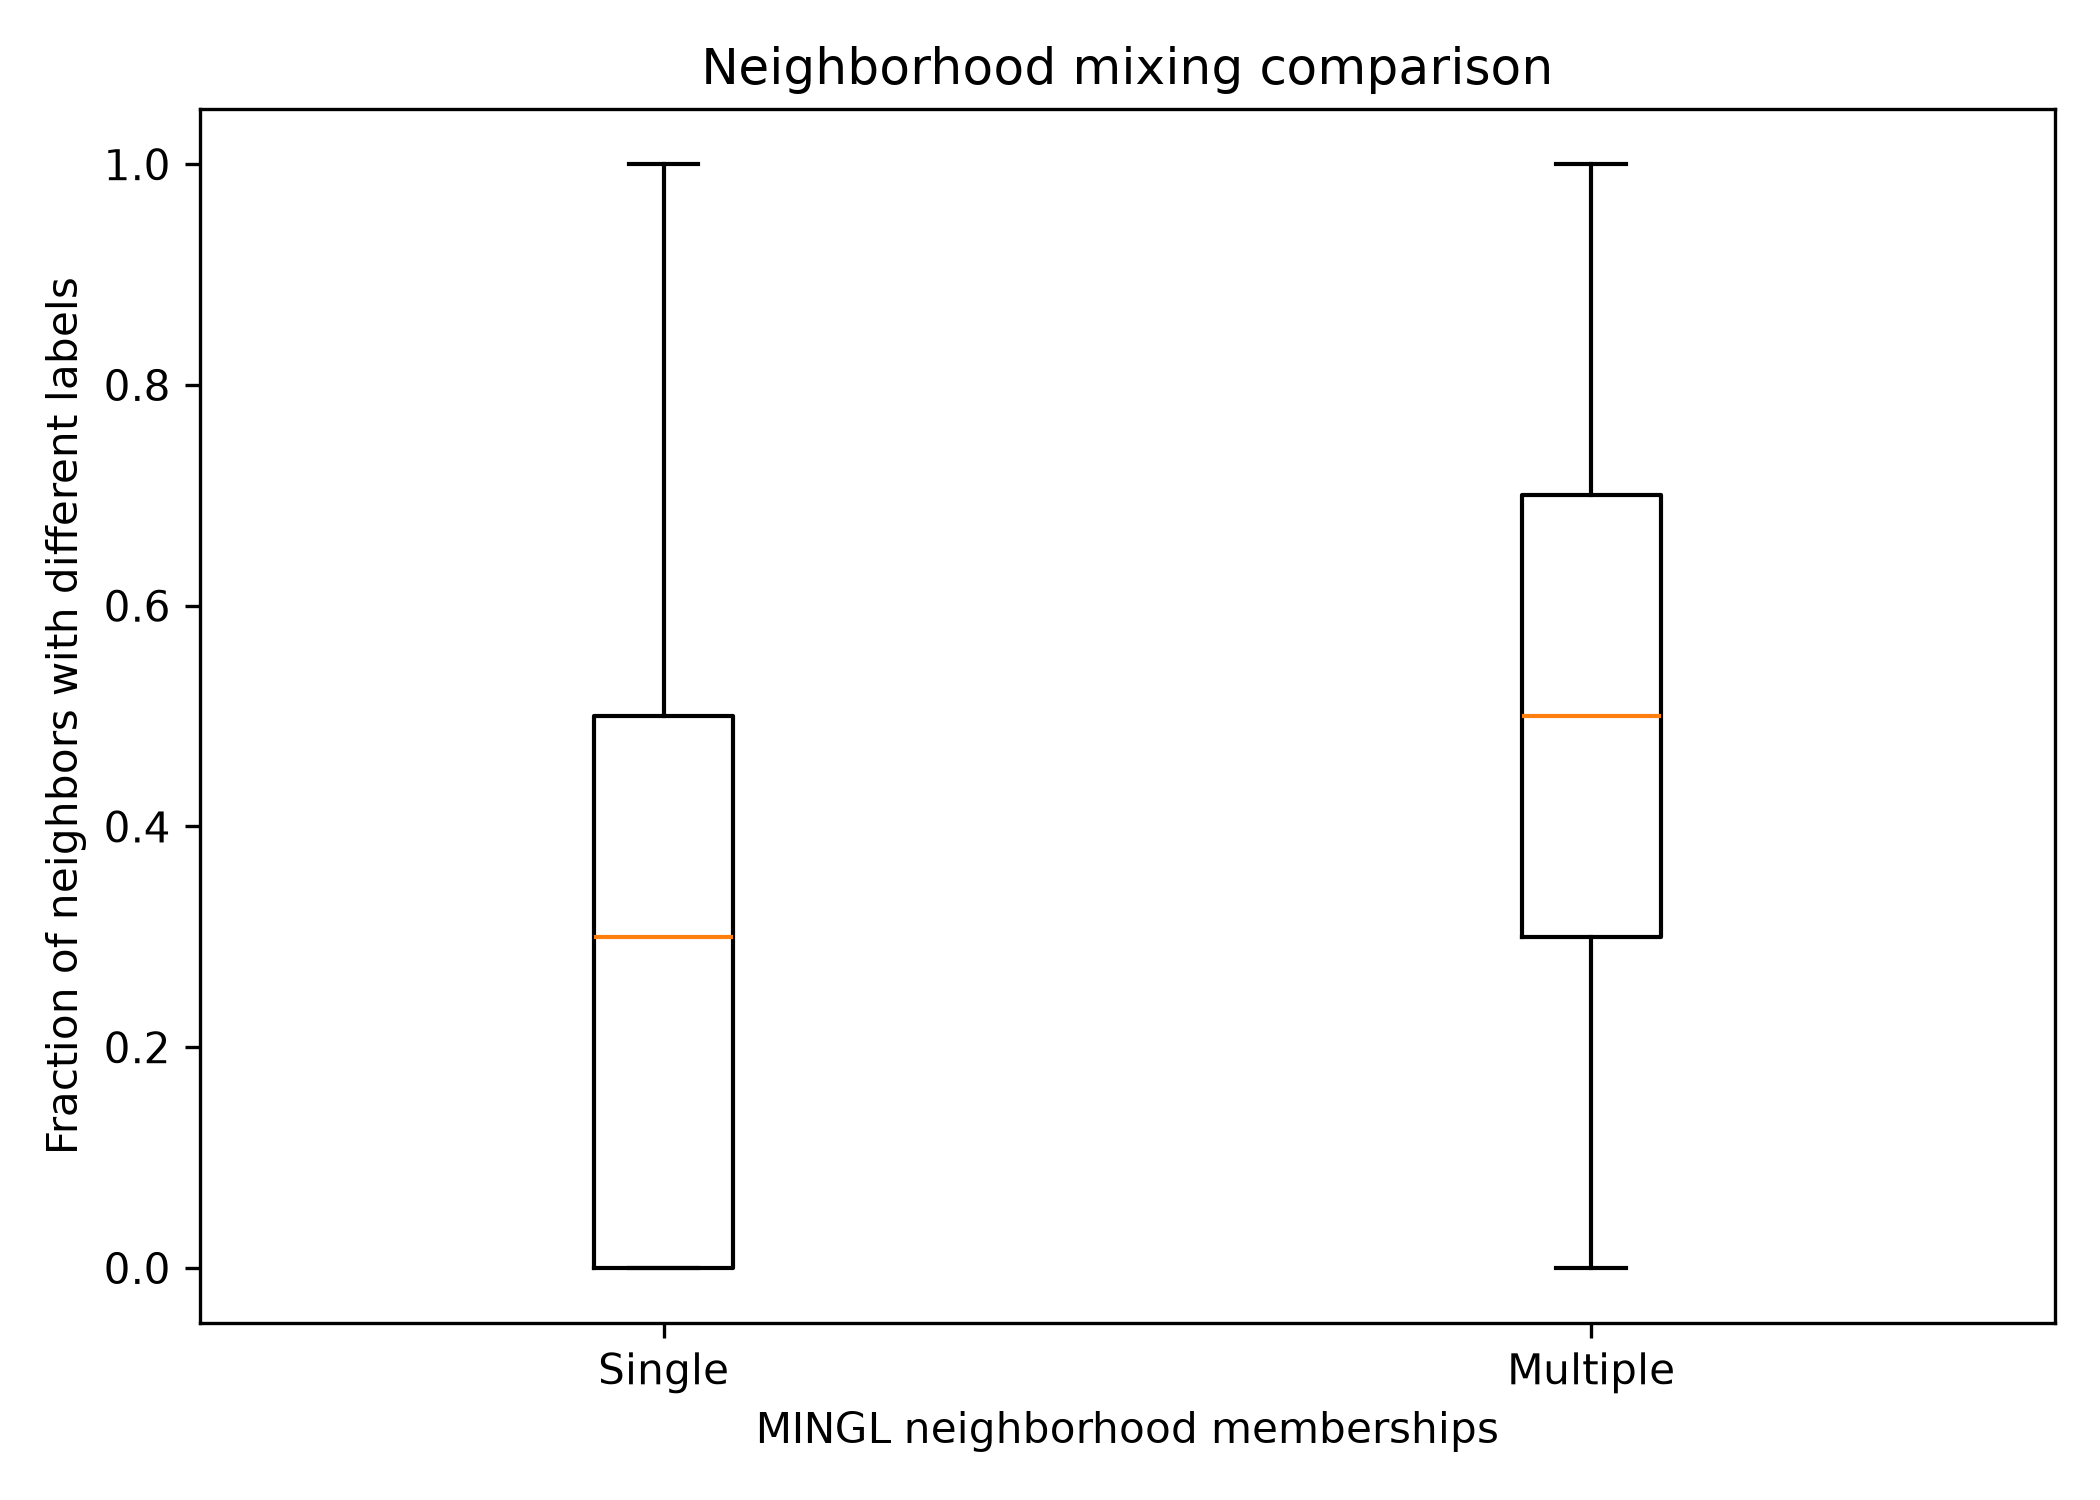 Neighborhood mixing comparison
Fraction of neighbors with different labels
1.0
0.8
0.6
0.4
0.2
0.0
Single
Multiple
MINGL neighborhood memberships